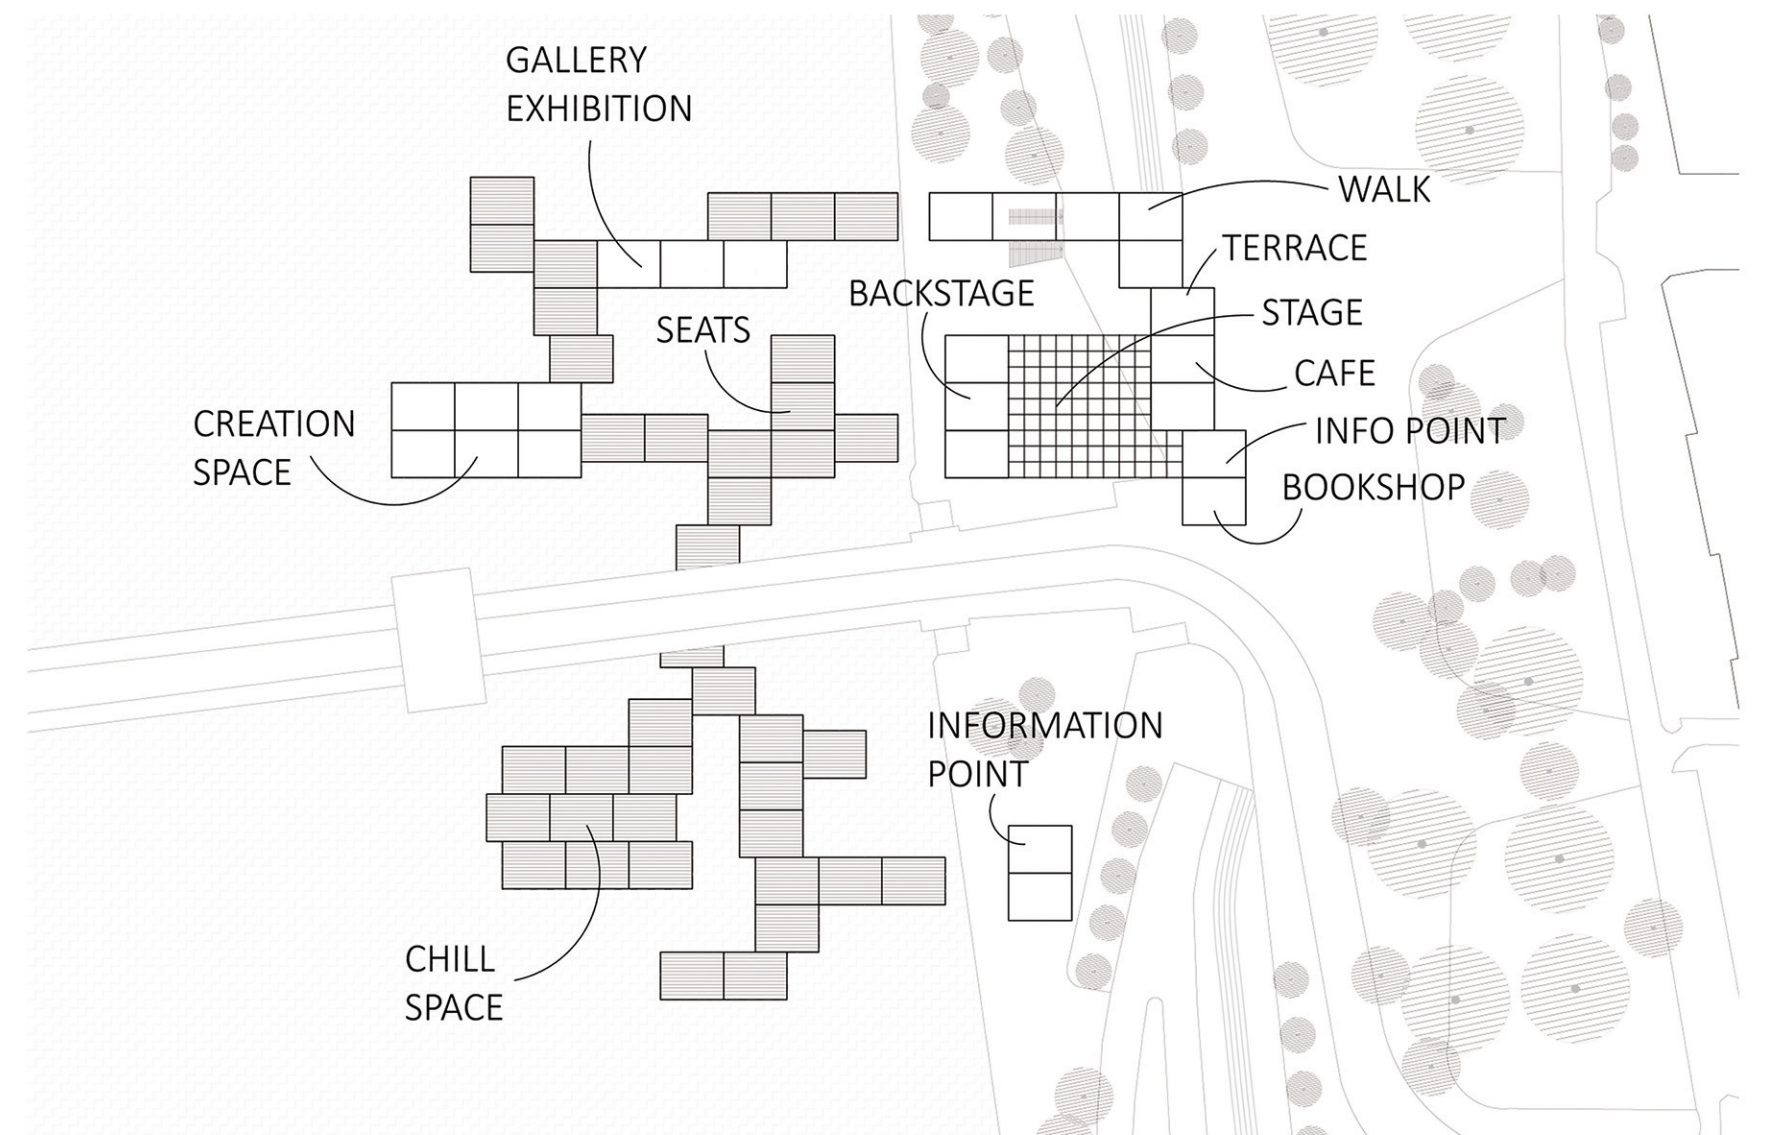 GALLERY
EXHIBITION
WALK
TERRACE
BACKSTAGE
STAGE
SEATS
CAFE
CREATION
SPACE
INFO POINT
BOOKSHOP
INFORMATION
POINT
CHILL
SPACE